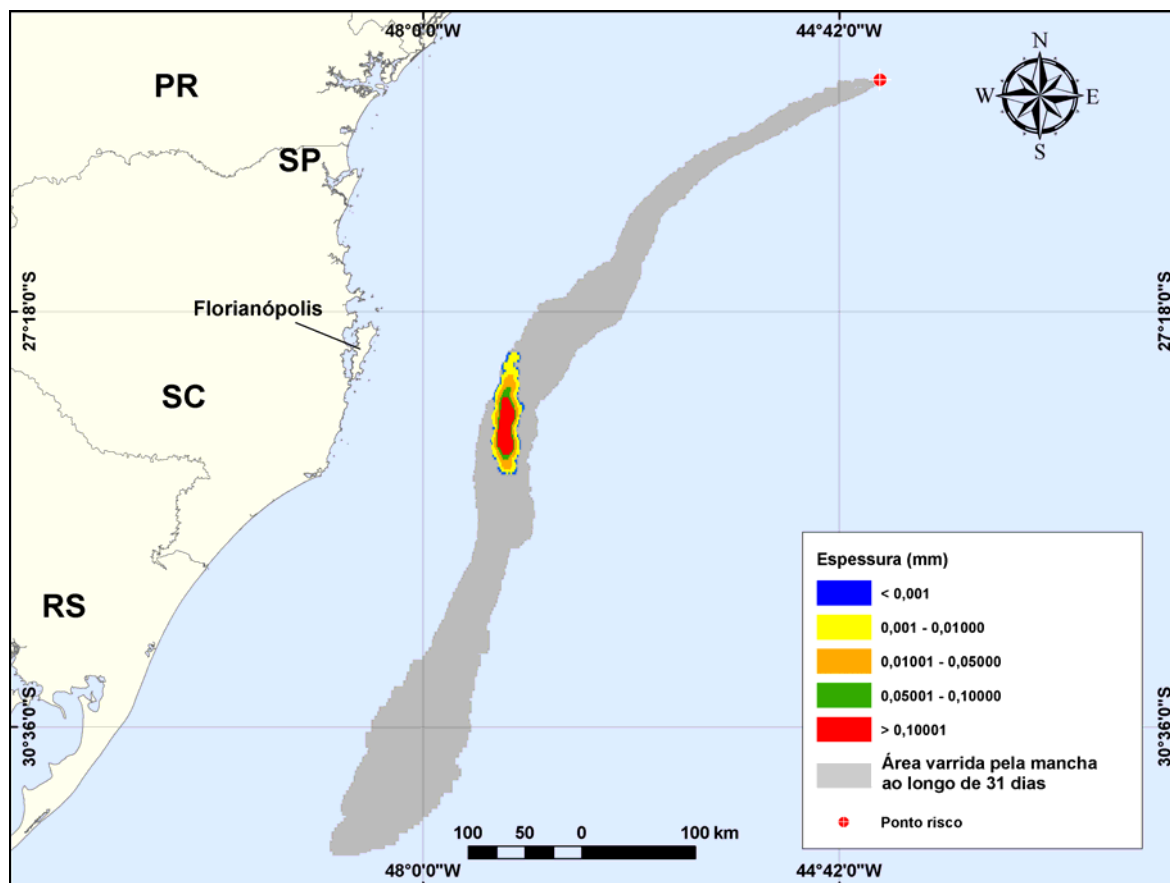 48°0'0"W
44°42'0"W
N
W
E
S
PR
SP
Florianópolis
27°18'0"S
27°18'0"S
SC
RS
30°36'0"S
30°36'0"S
Espessura (mm)
< 0,001
0,001 - 0,01000
0,01001 - 0,05000
0,05001 - 0,10000
> 0,10001
Área varrida pela mancha
ao longo de 31 dias
Ponto risco
100 50 0 100 km
48°0'0"W
44°42'0"W